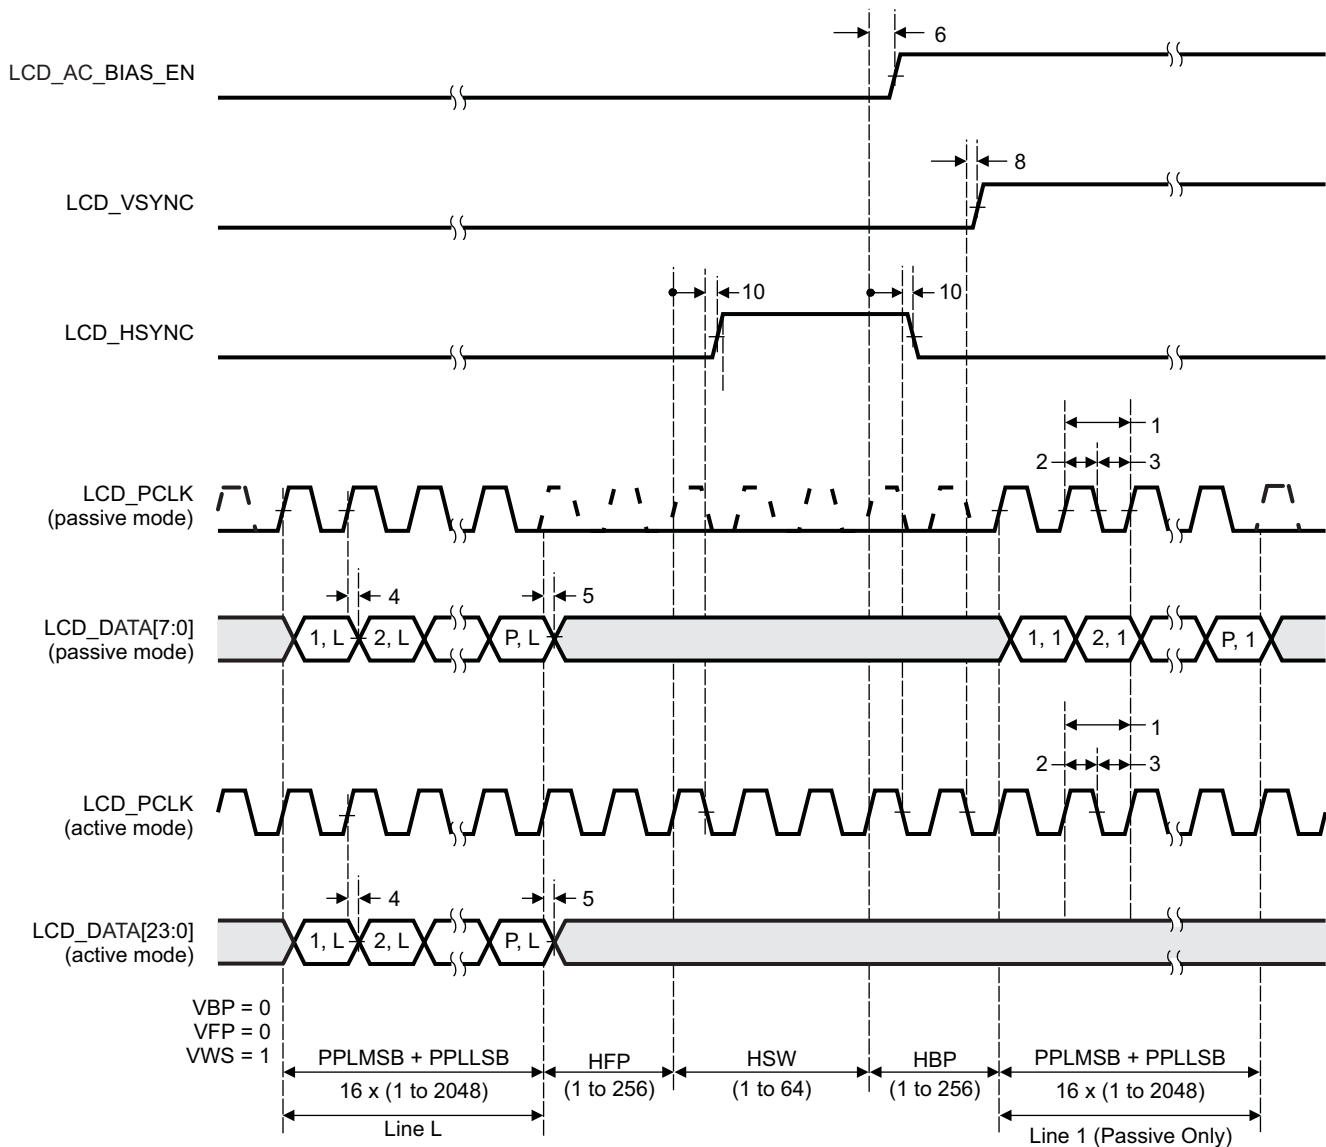 6
LCD_AC_BIAS_EN
8
LCD_VSYNC
10
10
LCD_HSYNC
1
2
3
LCD_PCLK
(passive mode)
4
5
LCD_DATA[7:0]
(passive mode)
1, L
2, L
P, L
1, 1
2, 1
P, 1
1
2
3
LCD_PCLK
(active mode)
4
5
LCD_DATA[23:0]
(active mode)
1, L
2, L
P, L
VBP = 0
VFP = 0
VWS = 1
PPLMSB + PPLLSB
16 x (1 to 2048)
Line L
HFP
(1 to 256)
HSW
(1 to 64)
HBP
(1 to 256)
PPLMSB + PPLLSB
16 x (1 to 2048)
Line 1 (Passive Only)